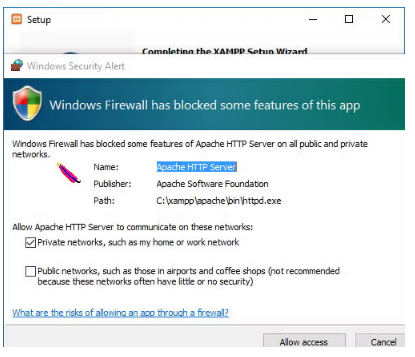 Setup
Completing the XAMPP Setup Wizard
Windows Security Alert
Windows Firewall has blocked some features of this app
Windows Firewall has blocked some features of Apache HTTP Server on all public and private
networks.
Name: Apache HTTP Server
Publisher: Apache Software Foundation
Path: C:\xampp\apache\bin\httpd.exe
Allow Apache HTTP Server to communicate on these networks:
Private networks, such as my home or work network
Public networks, such as those in airports and coffee shops (not recommended
because these networks often have little or no security)
What are the risks of allowing an app through a firewall?
Allow access Cancel